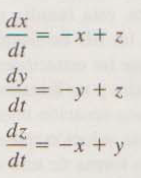 dx/dt = -x + z
dy/dt = -y + z
dz/dt = -x + y